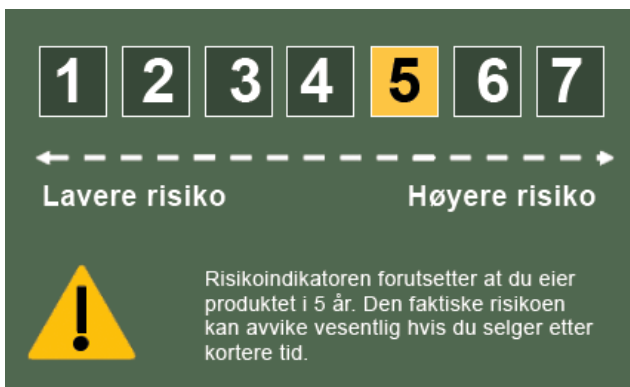 1 2 3 4 5 6 7
Lavere risiko Høyere risiko
Risikoindikatoren forutsetter at du eier
produktet i 5 år. Den faktiske risikoen
kan avvike vesentlig hvis du selger etter
kortere tid.